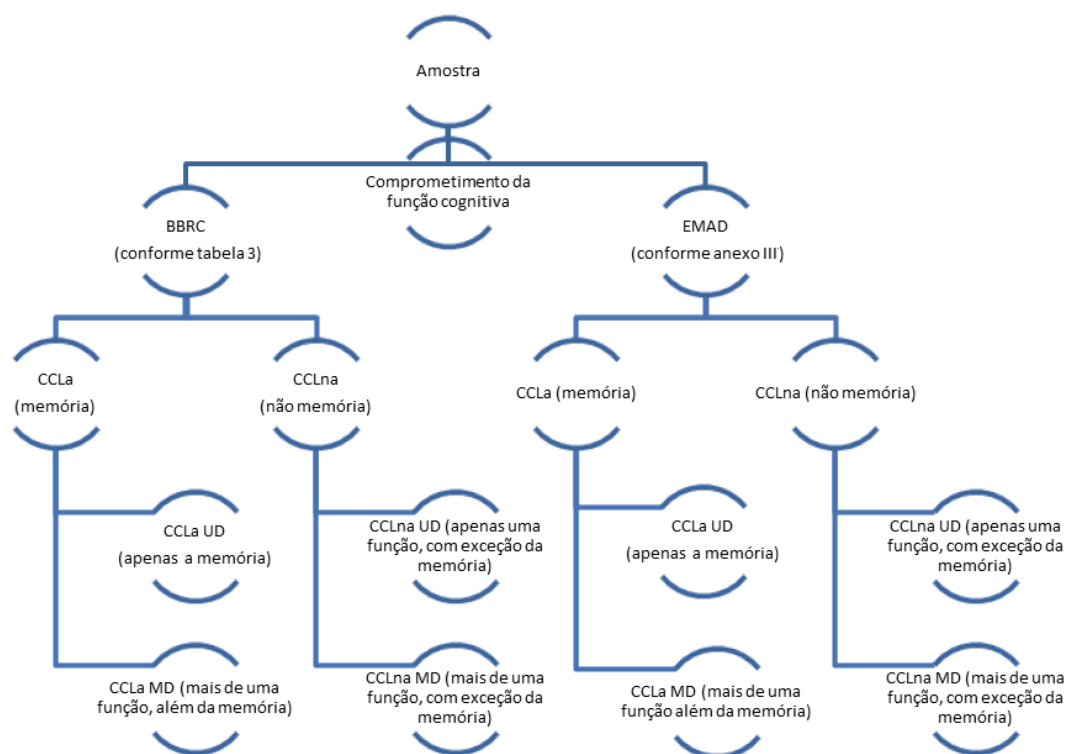 Amostra
Comprometimento da
função cognitiva
BBRC
(conforme tabela 3)
EMAD
(conforme anexo III)
CCLa
(memória)
CCLna
(não memória)
CCLa (memória)
CCLna (não memória)
CCLa UD
(apenas a memória)
CCLna UD (apenas uma
função, com exceção da
memória)
CCLa UD
(apenas a memória)
CCLna UD (apenas uma
função, com exceção da
memória)
CCLa MD (mais de uma
função, além da memória)
CCLna MD (mais de uma
função, com exceção da
memória)
CCLa MD (mais de uma
função além da memória)
CCLna MD (mais de uma
função, com exceção da
memória)